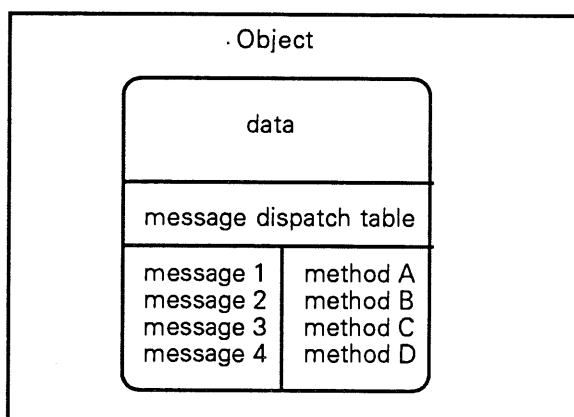 Object
data
message dispatch table
message 1 method A
message 2 method B
message 3 method C
message 4 method D